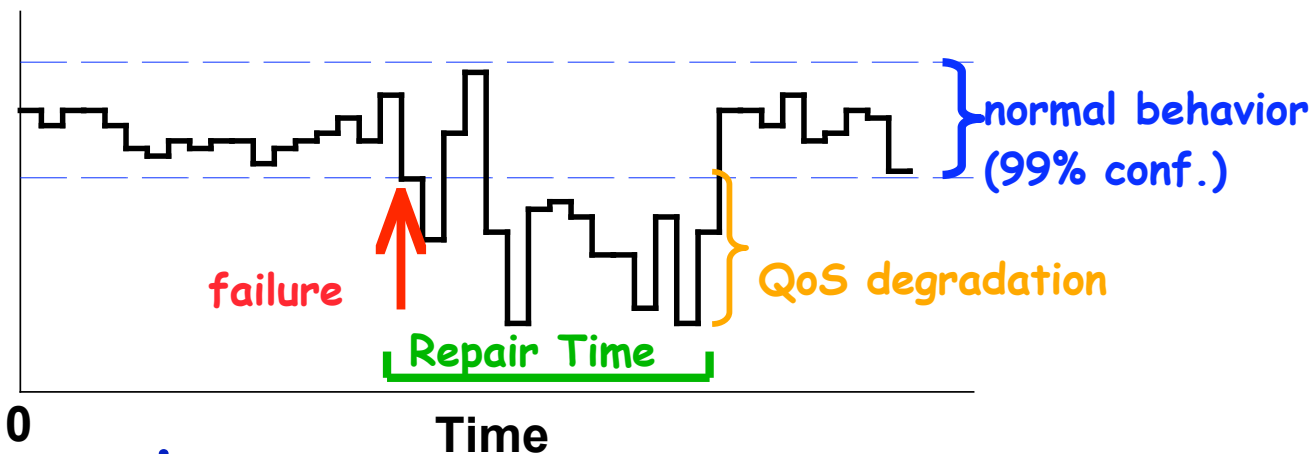 normal behavior
(99% conf.)
failure
QoS degradation
Repair Time
0
Time